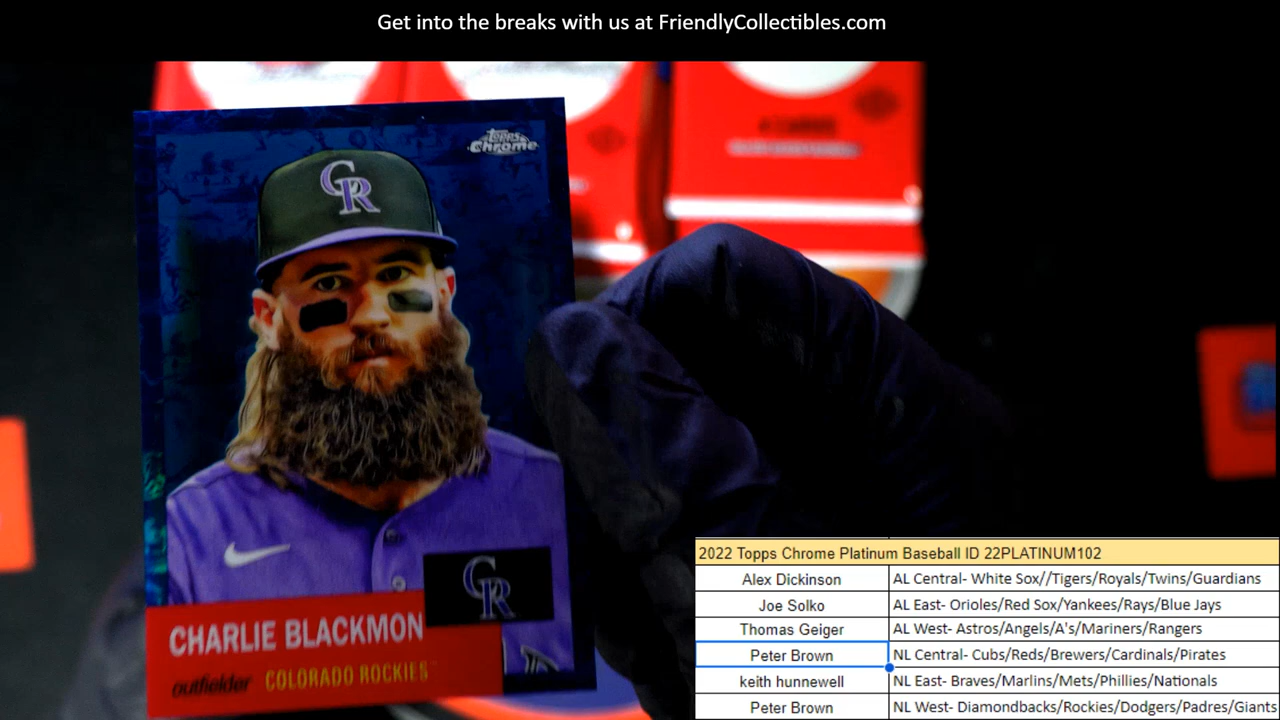 Get into the breaks with us at FriendlyCollectibles.com
Topps
Chrome
CR
CR
CHARLIE BLACKMON
outfielder COLORADO ROCKIES™
2022 Topps Chrome Platinum Baseball ID 22PLATINUM102
Alex Dickinson AL Central- White Sox//Tigers/Royals/Twins/Guardians
Joe Solko AL East- Orioles/Red Sox/Yankees/Rays/Blue Jays
Thomas Geiger AL West- Astros/Angels/A's/Mariners/Rangers
Peter Brown NL Central- Cubs/Reds/Brewers/Cardinals/Pirates
keith hunnewell NL East- Braves/Marlins/Mets/Phillies/Nationals
Peter Brown NL West- Diamondbacks/Rockies/Dodgers/Padres/Giants